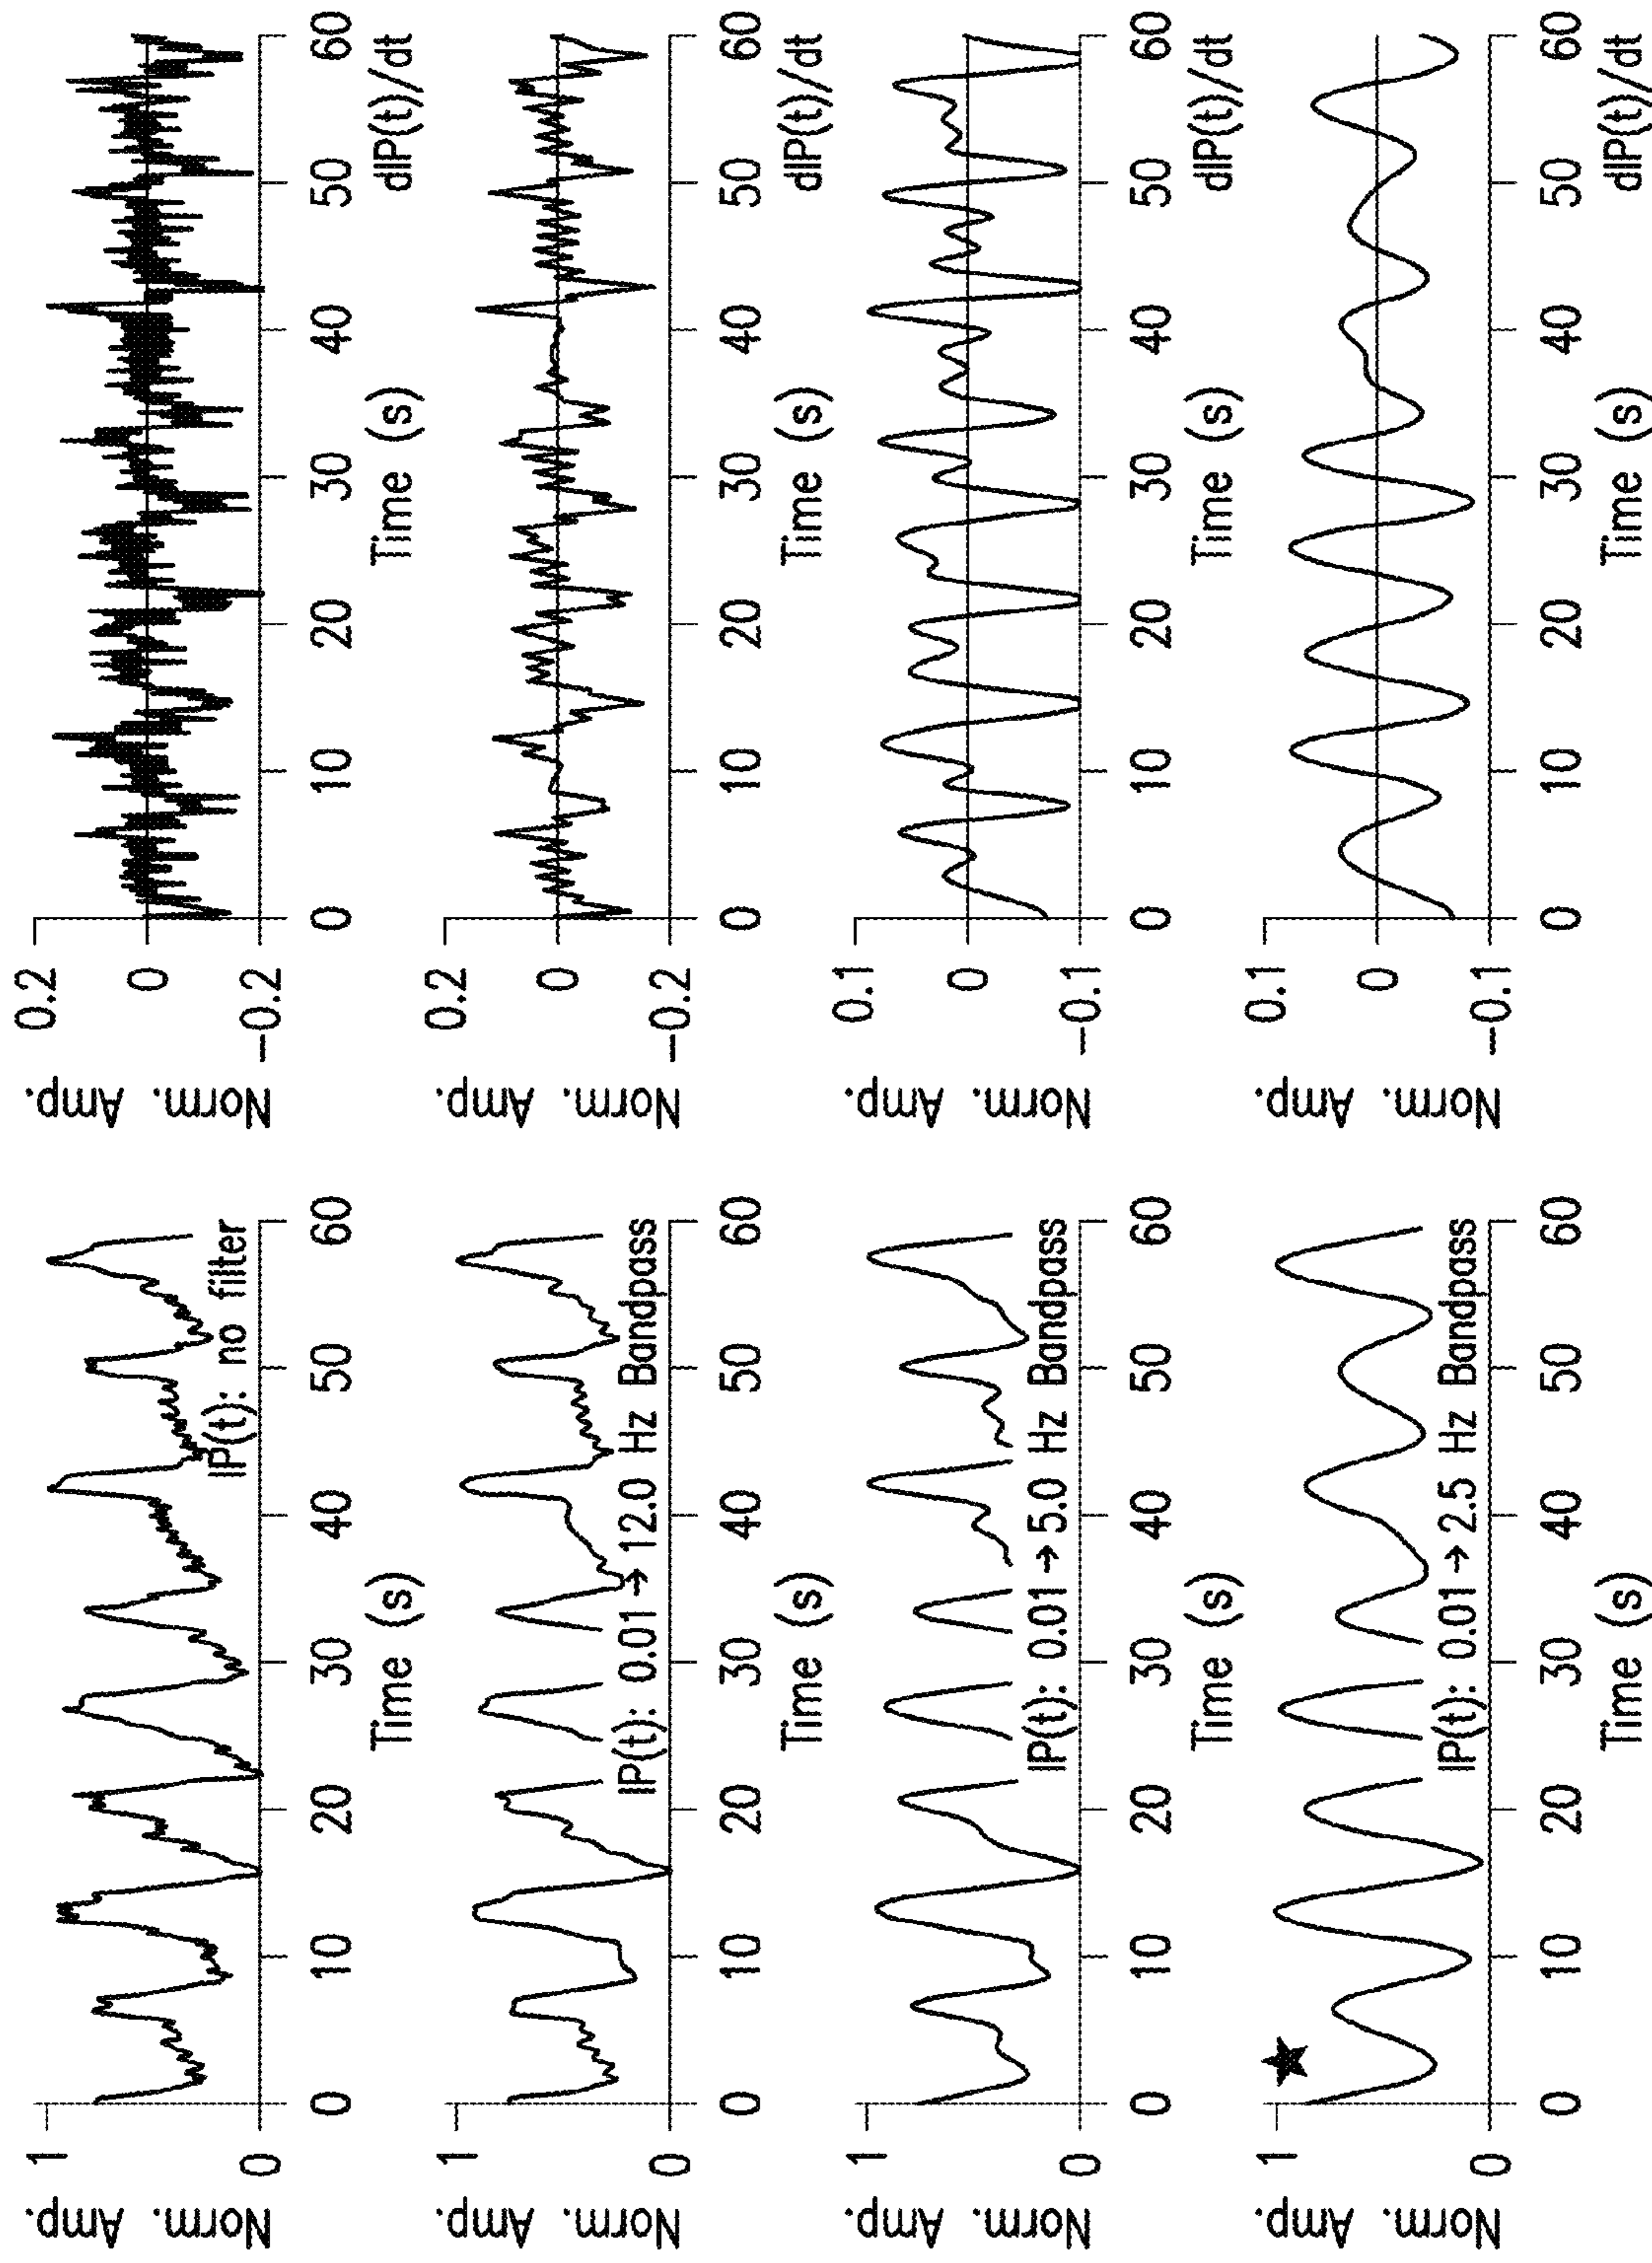 Norm. Amp.
1
0
IP(t): no filter
0 10 20 30 40 50 60
Time (s)
Norm. Amp.
0.2
0
−0.2
0 10 20 30 40 50 60
Time (s)
dIP(t)/dt
Norm. Amp.
1
0
IP(t): 0.01→12.0 Hz Bandpass
0 10 20 30 40 50 60
Time (s)
Norm. Amp.
0.2
0
−0.2
0 10 20 30 40 50 60
Time (s)
dIP(t)/dt
Norm. Amp.
1
0
IP(t): 0.01→5.0 Hz Bandpass
0 10 20 30 40 50 60
Time (s)
Norm. Amp.
0.1
0
−0.1
0 10 20 30 40 50 60
Time (s)
dIP(t)/dt
Norm. Amp.
1
0
★
IP(t): 0.01→2.5 Hz Bandpass
0 10 20 30 40 50 60
Time (s)
Norm. Amp.
0.1
0
−0.1
0 10 20 30 40 50 60
Time (s)
dIP(t)/dt